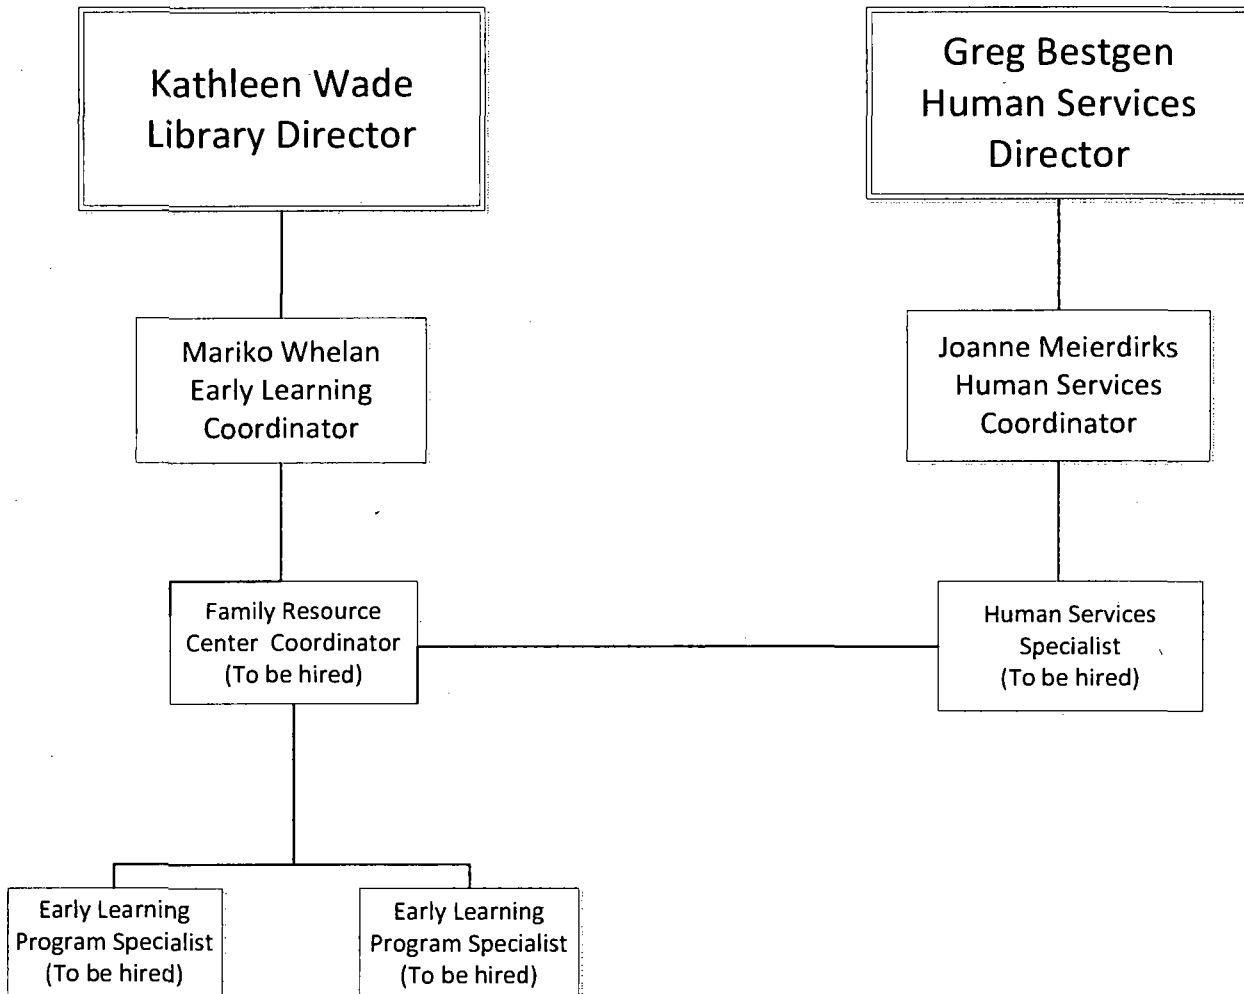 Kathleen Wade
Library Director
Greg Bestgen
Human Services
Director
Mariko Whelan
Early Learning
Coordinator
Joanne Meierdirks
Human Services
Coordinator
Family Resource
Center Coordinator
(To be hired)
Human Services
Specialist
(To be hired)
Early Learning
Program Specialist
(To be hired)
Early Learning
Program Specialist
(To be hired)